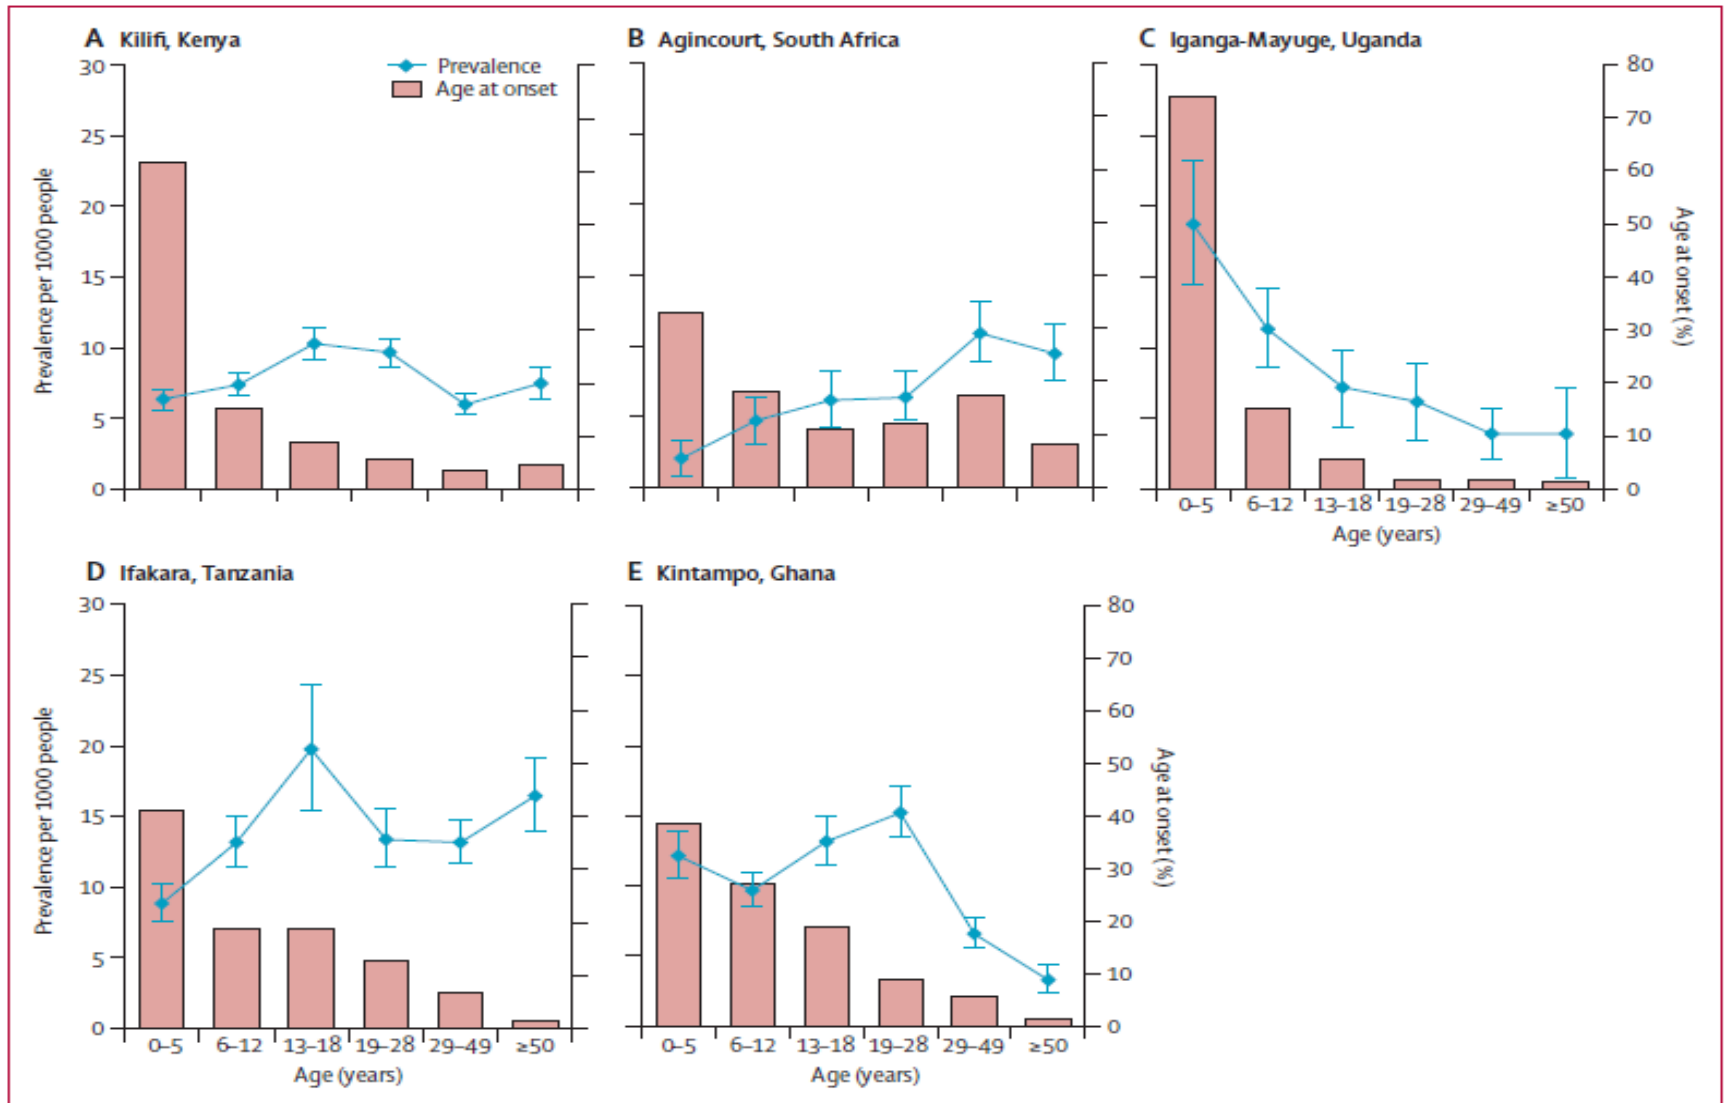 A Kilifi, Kenya
B Agincourt, South Africa
C Iganga-Mayuge, Uganda
Prevalence
Age at onset
Prevalence per 1000 people
30
25
20
15
10
5
0
80
70
60
50
40
30
20
10
0
Age at onset (%)
0–5 6–12 13–18 19–28 29–49 ≥50
Age (years)
D Ifakara, Tanzania
E Kintampo, Ghana
Prevalence per 1000 people
30
25
20
15
10
5
0
80
70
60
50
40
30
20
10
0
Age at onset (%)
0–5 6–12 13–18 19–28 29–49 ≥50
0–5 6–12 13–18 19–28 29–49 ≥50
Age (years)
Age (years)